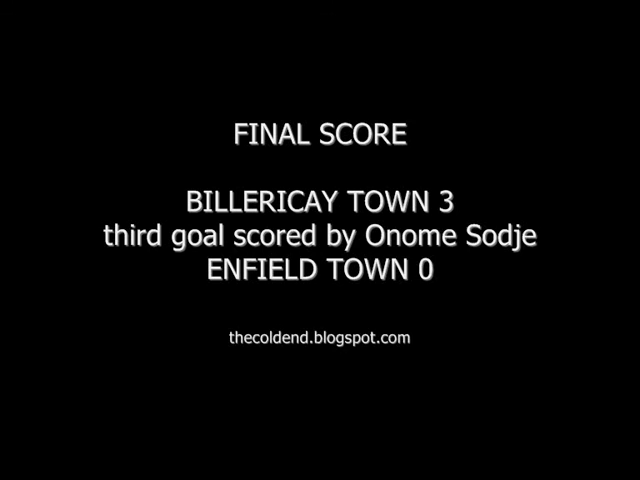 FINAL SCORE
BILLERICAY TOWN 3
third goal scored by Onome Sodje
ENFIELD TOWN 0
thecoldend.blogspot.com